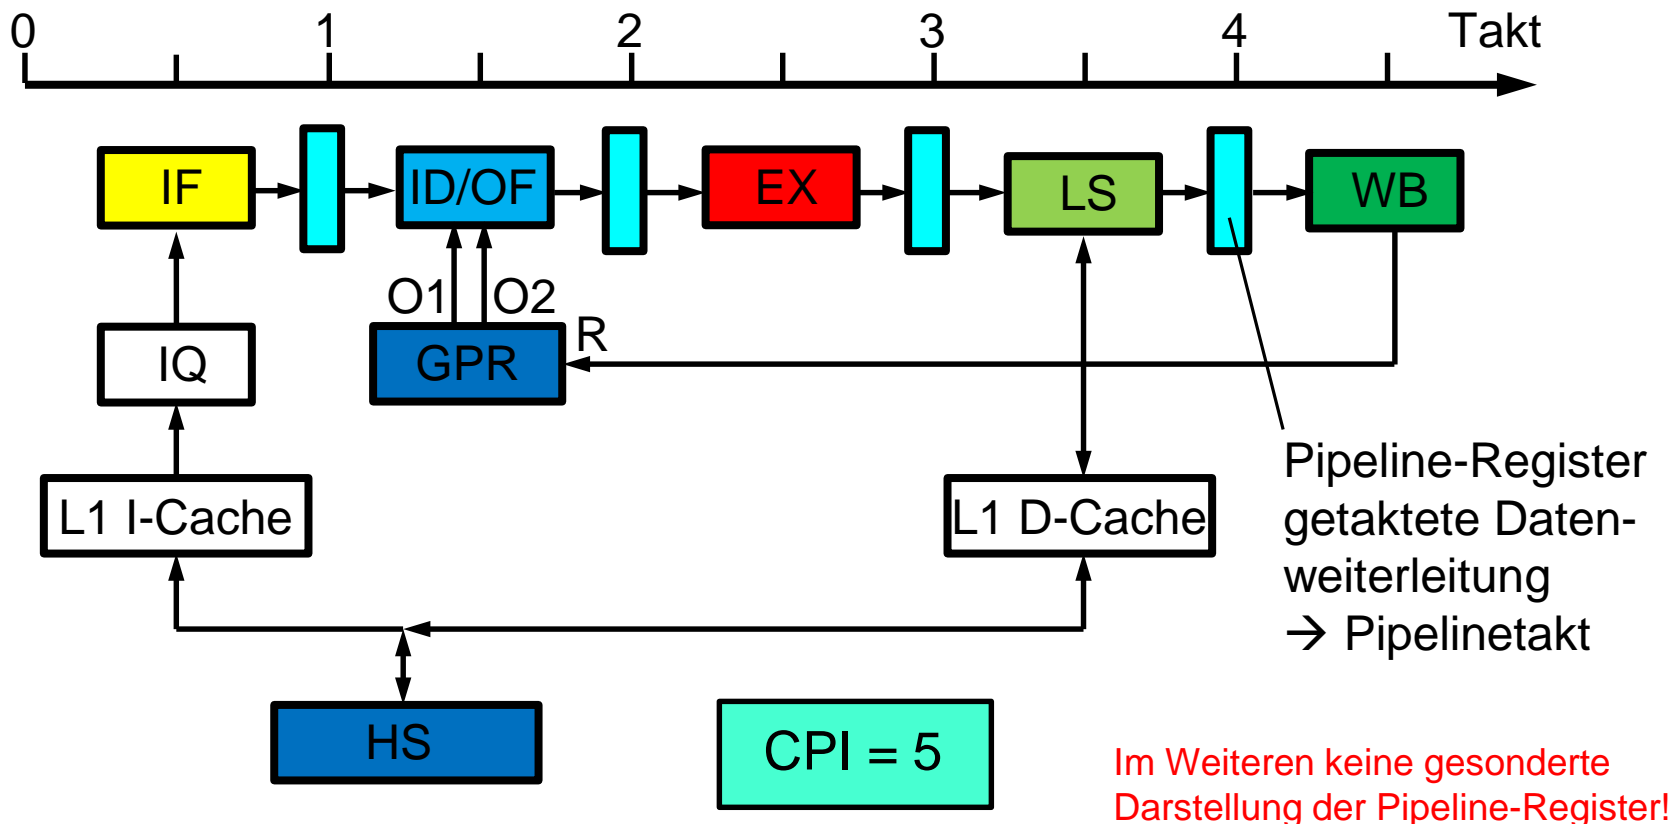 0 1 2 3 4 Takt
IF ID/OF EX LS WB
O1 O2
R
IQ GPR
L1 I-Cache L1 D-Cache
Pipeline-Register
getaktete Daten-
weiterleitung
→ Pipelinetakt
HS
CPI = 5
Im Weiteren keine gesonderte
Darstellung der Pipeline-Register!